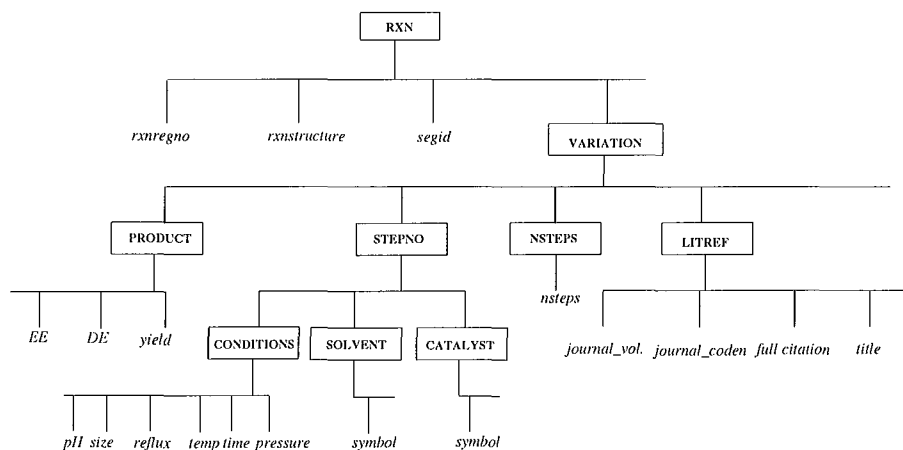 RXN
rxnregno rxnstructure segid
VARIATION
PRODUCT STEPNO NSTEPS LITREF
nsteps
EE DE yield
CONDITIONS SOLVENT CATALYST
journal_vol. journal_coden full citation title
pH size reflux temp time pressure symbol symbol